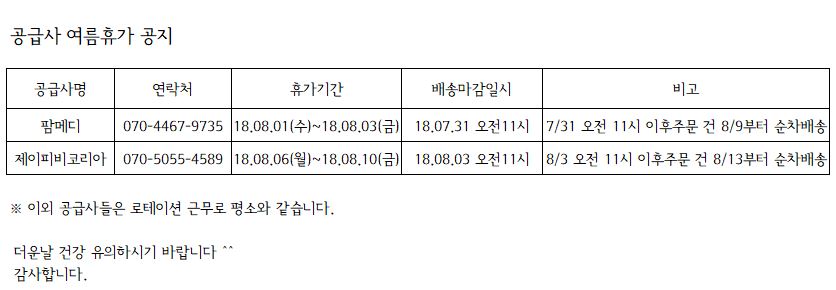 공급사 여름휴가 공지
공급사명 연락처 휴가기간 배송마감일시 비고
팜메디 070-4467-9735 18.08.01(수)~18.08.03(금) 18.07.31 오전11시 7/31 오전 11시 이후주문 건 8/9부터 순차배송
제이피비코리아 070-5055-4589 18.08.06(월)~18.08.10(금) 18.08.03 오전11시 8/3 오전 11시 이후주문 건 8/13부터 순차배송
※ 이외 공급사들은 로테이션 근무로 평소와 같습니다.
더운날 건강 유의하시기 바랍니다 ^^
감사합니다.